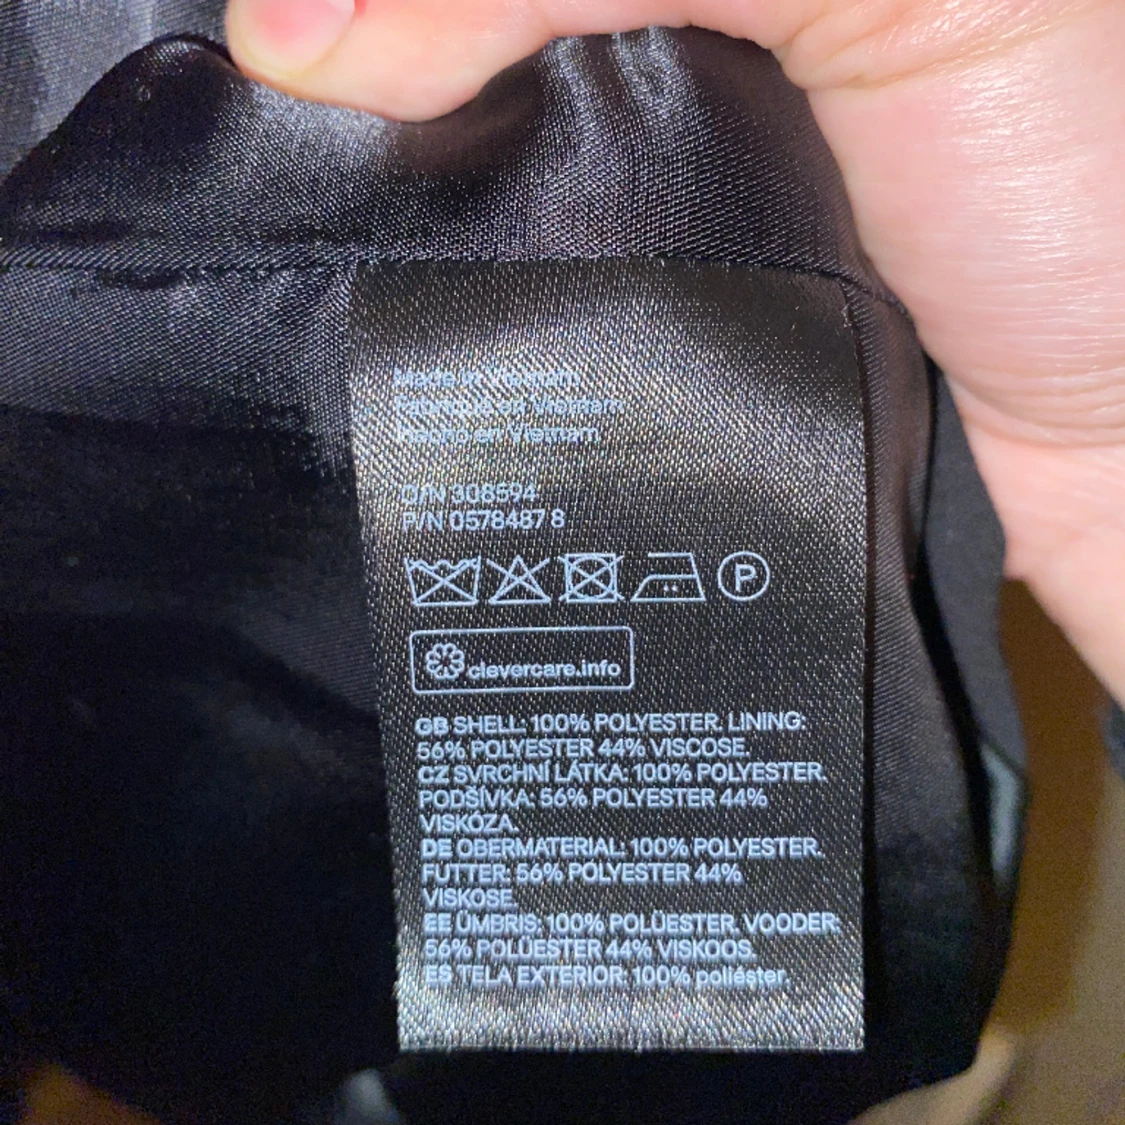 Made in Vietnam
Fabriqué en Vietnam
Hecho en Vietnam
O/N 308594
P/N 0578487 8
P
clevercare.info
GB SHELL: 100% POLYESTER. LINING:
56% POLYESTER 44% VISCOSE.
CZ SVRCHNÍ LÁTKA: 100% POLYESTER.
PODŠÍVKA: 56% POLYESTER 44%
VISKÓZA.
DE OBERMATERIAL: 100% POLYESTER.
FUTTER: 56% POLYESTER 44%
VISKOSE.
EE ÜMBRIS: 100% POLÜESTER. VOODER:
56% POLÜESTER 44% VISKOOS.
ES TELA EXTERIOR: 100% poliéster.